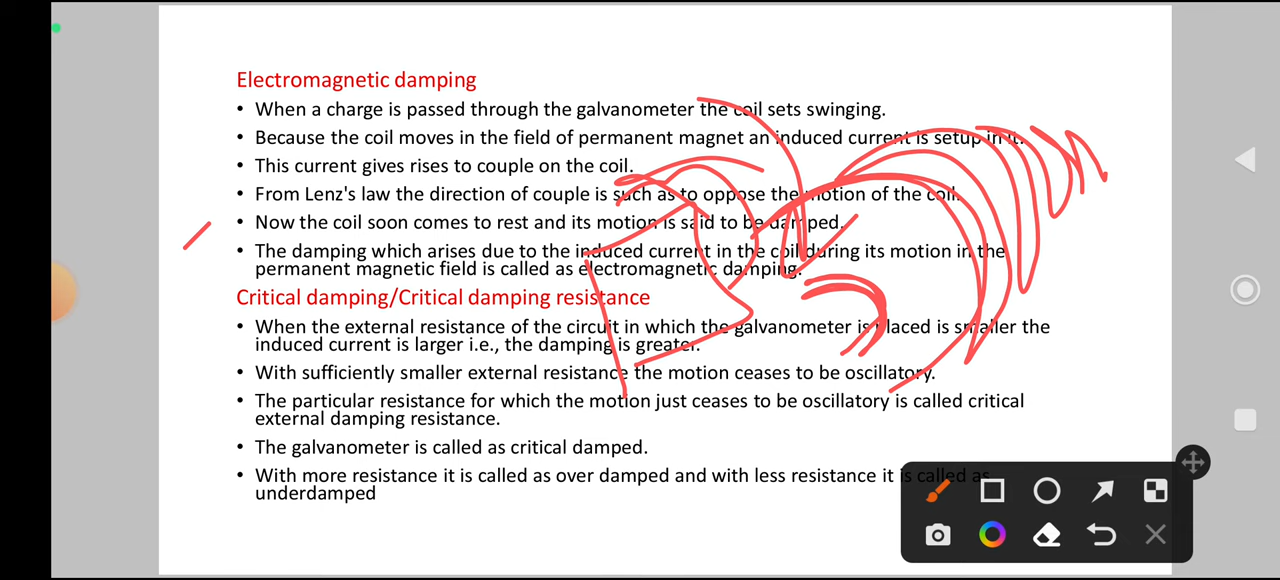 Electromagnetic damping
• When a charge is passed through the galvanometer the coil sets swinging.
• Because the coil moves in the field of permanent magnet an induced current is setup in it.
• This current gives rises to couple on the coil.
• From Lenz's law the direction of couple is such as to oppose the motion of the coil.
• Now the coil soon comes to rest and its motion is said to be damped.
• The damping which arises due to the induced current in the coil during its motion in the
permanent magnetic field is called as electromagnetic damping.
Critical damping/Critical damping resistance
• When the external resistance of the circuit in which the galvanometer is placed is smaller the
induced current is larger i.e., the damping is greater.
• With sufficiently smaller external resistance the motion ceases to be oscillatory.
• The particular resistance for which the motion just ceases to be oscillatory is called critical
external damping resistance.
• The galvanometer is called as critical damped.
• With more resistance it is called as over damped and with less resistance it is called as
underdamped